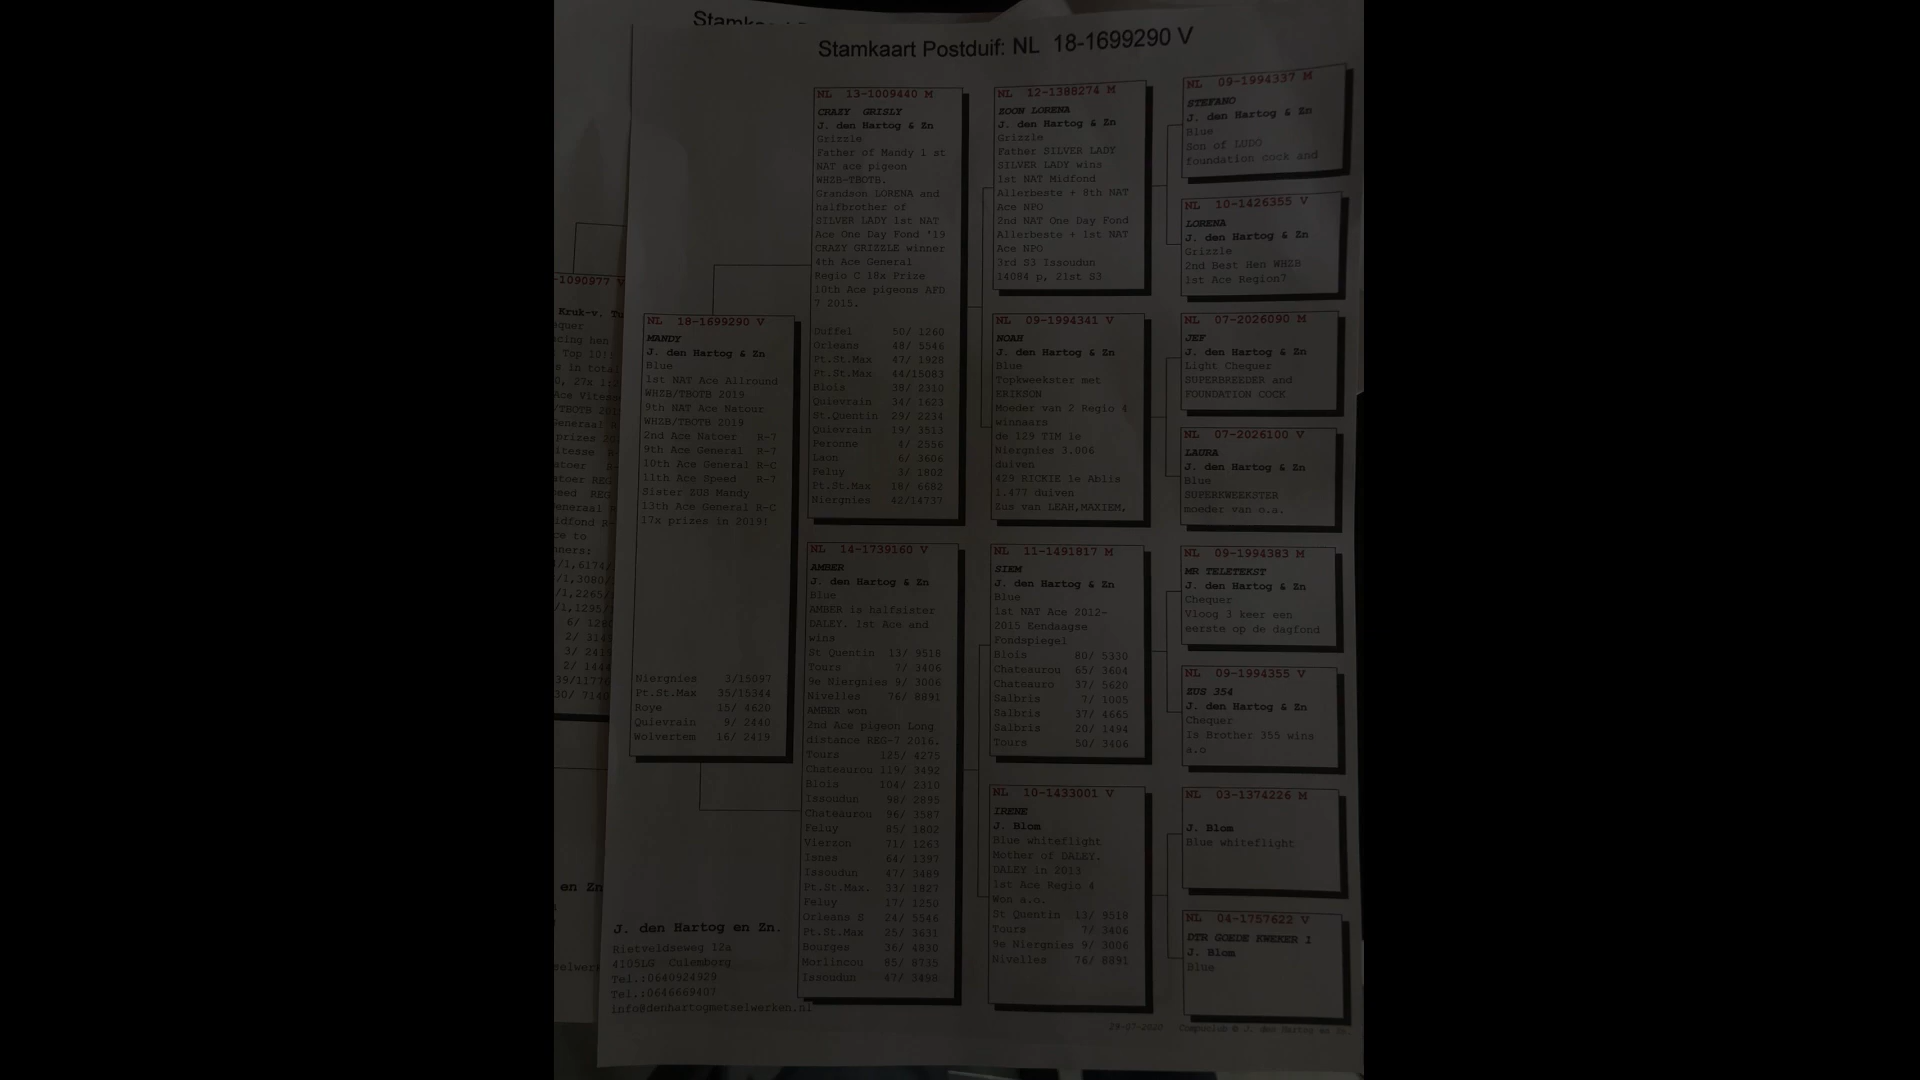 Stamkaart Postduif: NL 18-1699290 V
-1090977 V
Kruk-v.
NL 18-1699290 V
MANDY
J. den Hartog & Zn
Blue
1st NAT Ace Allround
WHZB/TBOTB 2019
9th NAT Ace Natour
WHZB/TBOTB 2019
2nd Ace Natoer R-7
9th Ace General R-7
10th Ace General R-C
11th Ace Speed R-7
Sister ZUS Mandy
13th Ace General R-C
17x prizes in 2019!
Niergnies 3/15097
Pt.St.Max 35/15344
Roye 15/ 4620
Quievrain 9/ 2440
Wolvertem 16/ 2419
NL 13-1009440 M
CRAZY GRISLY
J. den Hartog & Zn
Grizzle
Father of Mandy 1 st
NAT ace pigeon
WHZB-TBOTB.
Grandson LORENA and
halfbrother of
SILVER LADY 1st NAT
Ace One Day Fond '19
CRAZY GRIZZLE winner
4th Ace General
Regio C 18x Prize
10th Ace pigeons AFD
7 2015.
Duffel 50/ 1260
Orleans 48/ 5546
Pt.St.Max 47/ 1928
Pt.St.Max 44/15083
Blois 38/ 2310
Quievrain 34/ 1623
St.Quentin 29/ 2234
Quievrain 19/ 3513
Peronne 4/ 2556
Laon 6/ 3606
Feluy 3/ 1802
Pt.St.Max 18/ 6682
Niergnies 42/14737
NL 14-1739160 V
AMBER
J. den Hartog & Zn
Blue
AMBER is halfsister
DALEY. 1st Ace and
wins
St Quentin 13/ 9518
Tours 7/ 3406
9e Niergnies 9/ 3006
Nivelles 76/ 8891
AMBER won
2nd Ace pigeon Long
distance REG-7 2016.
Tours 125/ 4275
Chateaurou 119/ 3492
Blois 104/ 2310
Issoudun 98/ 2895
Chateaurou 96/ 3587
Feluy 85/ 1802
Vierzon 71/ 1263
Isnes 64/ 1397
Issoudun 47/ 3489
Pt.St.Max. 33/ 1827
Feluy 17/ 1250
Orleans S 24/ 5546
Pt.St.Max 25/ 3631
Bourges 36/ 4830
Morlincou 85/ 8735
Issoudun 47/ 3498
NL 12-1388274 M
ZOON LORENA
J. den Hartog & Zn
Grizzle
Father SILVER LADY
SILVER LADY wins
1st NAT Midfond
Allerbeste + 8th NAT
Ace NPO
2nd NAT One Day Fond
Allerbeste + 1st NAT
Ace NPO
3rd S3 Issoudun
14084 p, 21st S3
NL 09-1994341 V
NOAH
J. den Hartog & Zn
Blue
Topkweekster met
ERIKSON
Moeder van 2 Regio 4
winnaars
de 129 TIM 1e
Niergnies 3.006
duiven
429 RICKIE 1e Ablis
1.477 duiven
Zus van LEAH,MAXIEM,
NL 11-1491817 M
SIEM
J. den Hartog & Zn
Blue
1st NAT Ace 2012-
2015 Eendaagse
Fondspiegel
Blois 80/ 5330
Chateaurou 65/ 3604
Chateauro 37/ 5620
Salbris 7/ 1005
Salbris 37/ 4665
Salbris 20/ 1494
Tours 50/ 3406
NL 10-1433001 V
IRENE
J. Blom
Blue whiteflight
Mother of DALEY.
DALEY in 2013
1st Ace Regio 4
Won a.o.
St Quentin 13/ 9518
Tours 7/ 3406
9e Niergnies 9/ 3006
Nivelles 76/ 8891
NL 09-1994337 M
STEFANO
J. den Hartog & Zn
Blue
Son of LUDO
foundation cock and
NL 10-1426355 V
LORENA
J. den Hartog & Zn
Grizzle
2nd Best Hen WHZB
1st Ace Region7
NL 07-2026090 M
JEF
J. den Hartog & Zn
Light Chequer
SUPERBREEDER and
FOUNDATION COCK
NL 07-2026100 V
LAURA
J. den Hartog & Zn
Blue
SUPERKWEEKSTER
moeder van o.a.
NL 09-1994383 M
MR TELETEKST
J. den Hartog & Zn
Chequer
Vloog 3 keer een
eerste op de dagfond
NL 09-1994355 V
ZUS 354
J. den Hartog & Zn
Chequer
Is Brother 355 wins
a.o
NL 03-1374226 M
J. Blom
Blue whiteflight
NL 04-1757622 V
DTR GOEDE KWEKER 1
J. Blom
Blue
J. den Hartog en Zn.
Rietveldseweg 12a
4105LG Culemborg
Tel.:0640924929
Tel.:0646669407
info@denhartogmetselwerken.nl
29-07-2020 Compuclub © J. den Hartog en Zn.